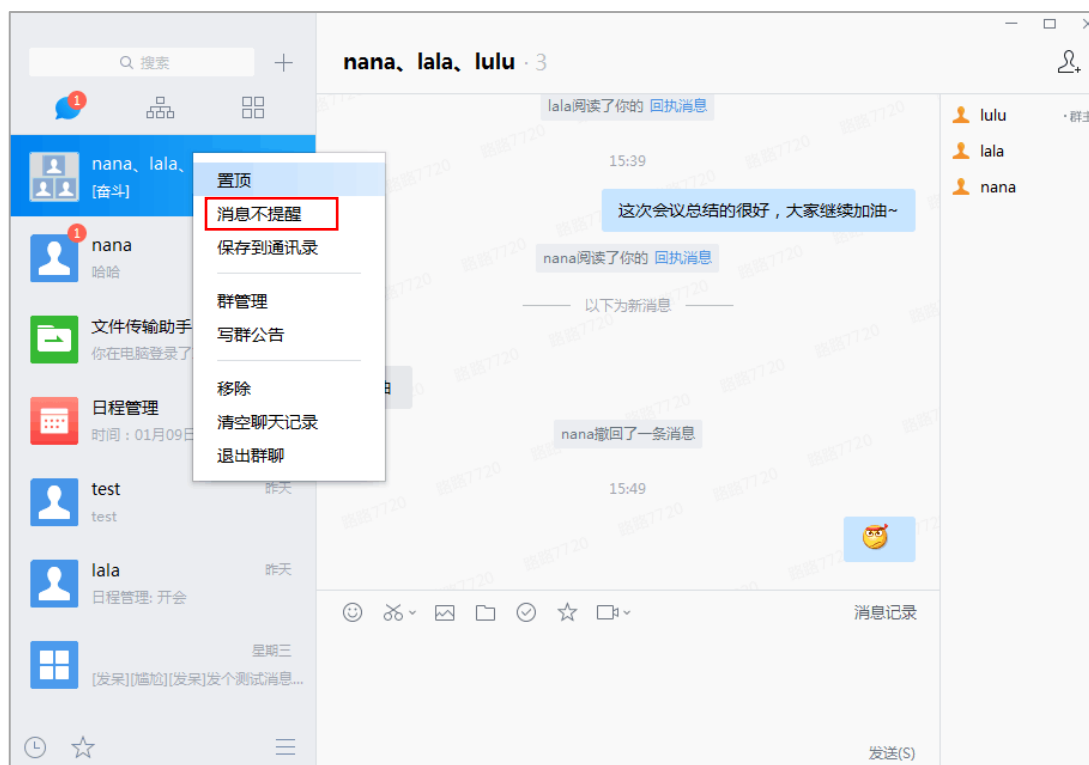 搜索
1
nana、lala、
[奋斗]
1
nana
哈哈
文件传输助手
你在电脑登录了
日程管理
时间：01月09日
test
昨天
test
lala
昨天
日程管理: 开会
星期三
[发呆][尴尬][发呆]发个测试消息...
置顶
消息不提醒
保存到通讯录
群管理
写群公告
移除
清空聊天记录
退出群聊
nana、lala、lulu · 3
lala阅读了你的 回执消息
15:39
这次会议总结的很好，大家继续加油~
nana阅读了你的 回执消息
以下为新消息
nana撤回了一条消息
15:49
消息记录
发送(S)
lulu
·群主
lala
nana